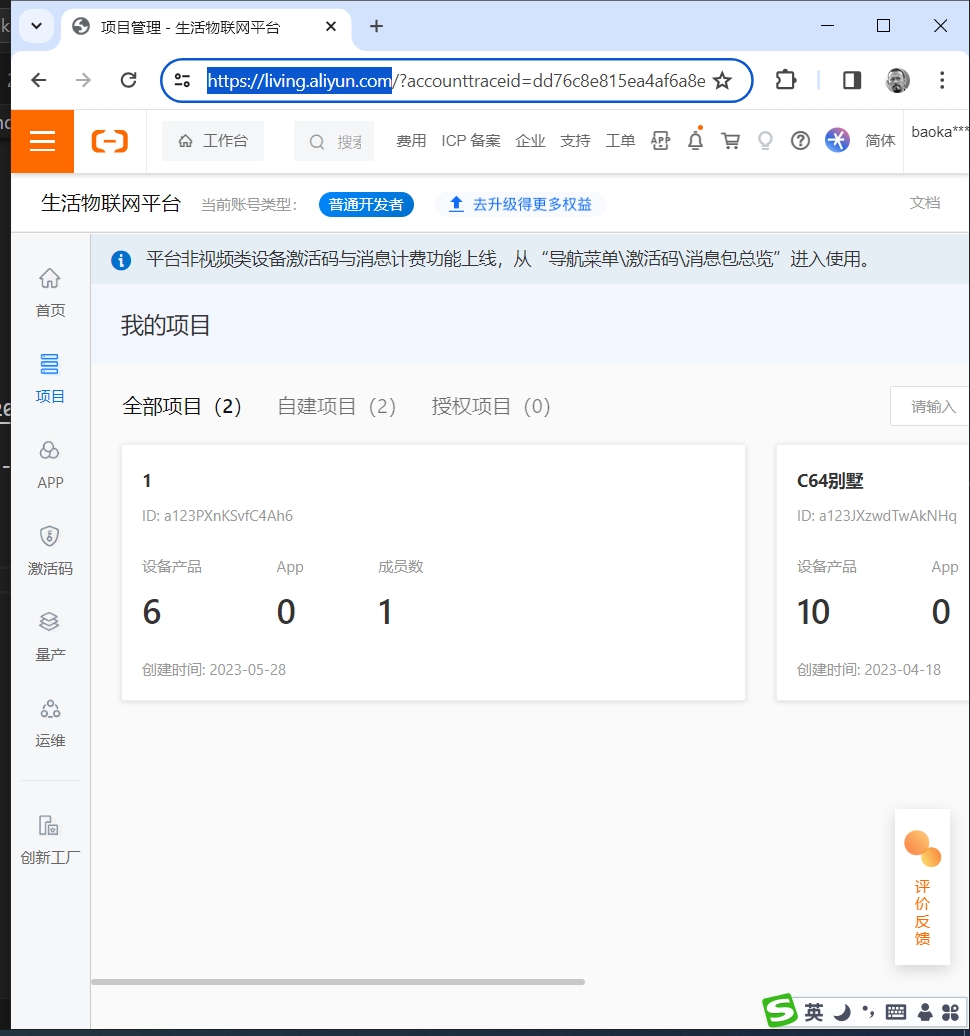 项目管理 - 生活物联网平台
https://living.aliyun.com/?accounttraceid=dd76c8e815ea4af6a8e
工作台
搜索
费用 ICP 备案 企业 支持 工单 简体 baoka***
生活物联网平台 当前账号类型： 普通开发者 去升级得更多权益 文档
平台非视频类设备激活码与消息计费功能上线，从“导航菜单\激活码\消息包总览”进入使用。
首页
项目
APP
激活码
量产
运维
创新工厂
我的项目
全部项目（2） 自建项目（2） 授权项目（0）
请输入
1
ID: a123PXnKSvfC4Ah6
设备产品 App 成员数
6 0 1
创建时间: 2023-05-28
C64别墅
ID: a123JXzwdTwAkNHq
设备产品 App
10 0
创建时间: 2023-04-18
评价反馈
英